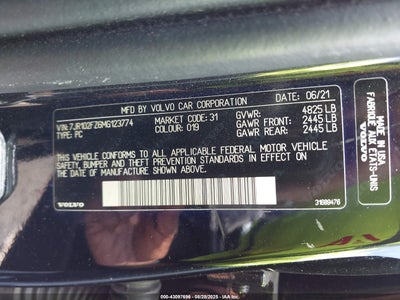 MFD. BY VOLVO CAR CORPORATION
DATE: 06/21
VIN: 7JR102FZ6MG123774
TYPE: PC
MARKET CODE: 31
COLOUR: 019
GVWR: 4825 LB
GAWR FRONT: 2445 LB
GAWR REAR: 2445 LB
THIS VEHICLE CONFORMS TO ALL APPLICABLE FEDERAL MOTOR VEHICLE
SAFETY, BUMPER AND THEFT PREVENTION STANDARDS IN EFFECT ON
THE DATE OF MANUFACTURE SHOWN ABOVE.
VOLVO
31689476
MADE IN USA
FABRIQUÉ AUX
ETATS-UNIS
VOLVO
000-43097696 - 08/28/2025 - IAA Inc.